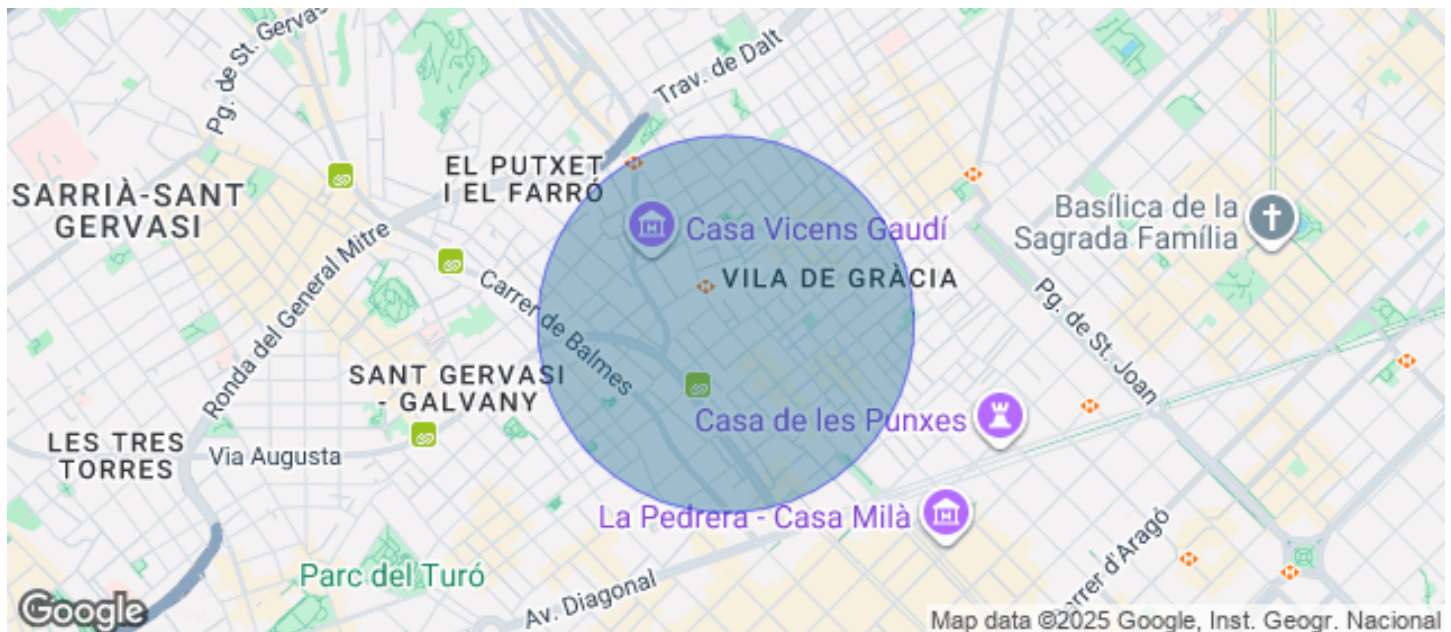 Pg. de St. Gervasi
Trav. de Dalt
EL PUTXET
I EL FARRÓ
SARRIÀ-SANT
GERVASI
Casa Vicens Gaudí
Basílica de la
Sagrada Família
VILA DE GRÀCIA
Ronda del General Mitre
Carrer de Balmes
Pg. de St. Joan
SANT GERVASI
- GALVANY
Casa de les Punxes
LES TRES
TORRES
Via Augusta
La Pedrera - Casa Milà
Parc del Turó
Av. Diagonal
Carrer d'Aragó
Google
Map data ©2025 Google, Inst. Geogr. Nacional